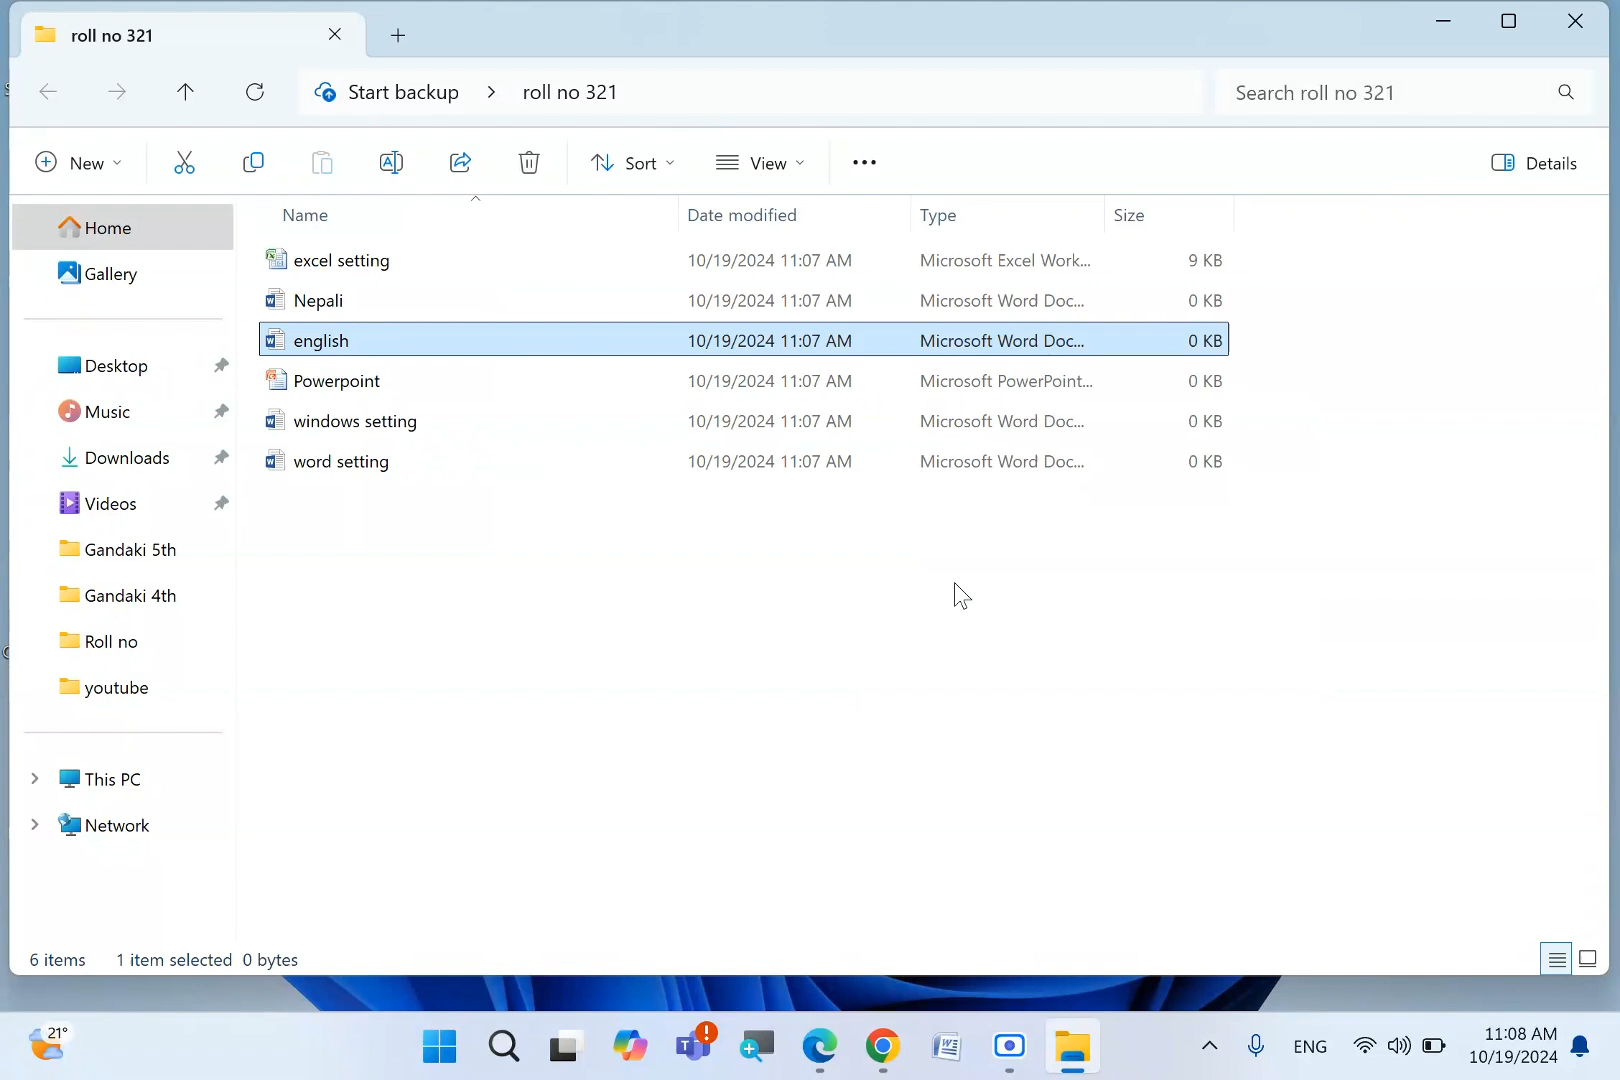 roll no 321
Start backup > roll no 321
Search roll no 321
New
Sort
View
Details
Name Date modified Type Size
excel setting 10/19/2024 11:07 AM Microsoft Excel Work... 9 KB
Nepali 10/19/2024 11:07 AM Microsoft Word Doc... 0 KB
english 10/19/2024 11:07 AM Microsoft Word Doc... 0 KB
Powerpoint 10/19/2024 11:07 AM Microsoft PowerPoint... 0 KB
windows setting 10/19/2024 11:07 AM Microsoft Word Doc... 0 KB
word setting 10/19/2024 11:07 AM Microsoft Word Doc... 0 KB
Home
Gallery
Desktop
Music
Downloads
Videos
Gandaki 5th
Gandaki 4th
Roll no
youtube
This PC
Network
6 items 1 item selected 0 bytes
21°
ENG
11:08 AM
10/19/2024